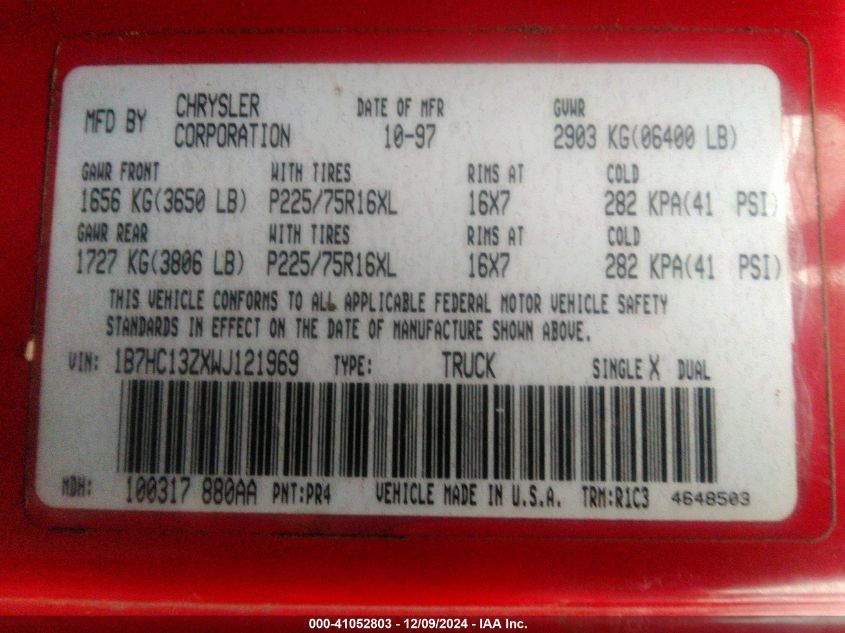 MFD BY CHRYSLER CORPORATION DATE OF MFR 10-97 GVWR 2903 KG(06400 LB)
GAWR FRONT WITH TIRES RIMS AT COLD
1656 KG(3650 LB) P225/75R16XL 16X7 282 KPA(41 PSI)
GAWR REAR WITH TIRES RIMS AT COLD
1727 KG(3806 LB) P225/75R16XL 16X7 282 KPA(41 PSI)
THIS VEHICLE CONFORMS TO ALL APPLICABLE FEDERAL MOTOR VEHICLE SAFETY
STANDARDS IN EFFECT ON THE DATE OF MANUFACTURE SHOWN ABOVE.
VIN: 1B7HC13ZXWJ121969 TYPE: TRUCK SINGLE X DUAL
MDH: 100317 880AA PNT:PR4 VEHICLE MADE IN U.S.A. TRM:R1C3 4648503
000-41052803 - 12/09/2024 - IAA Inc.